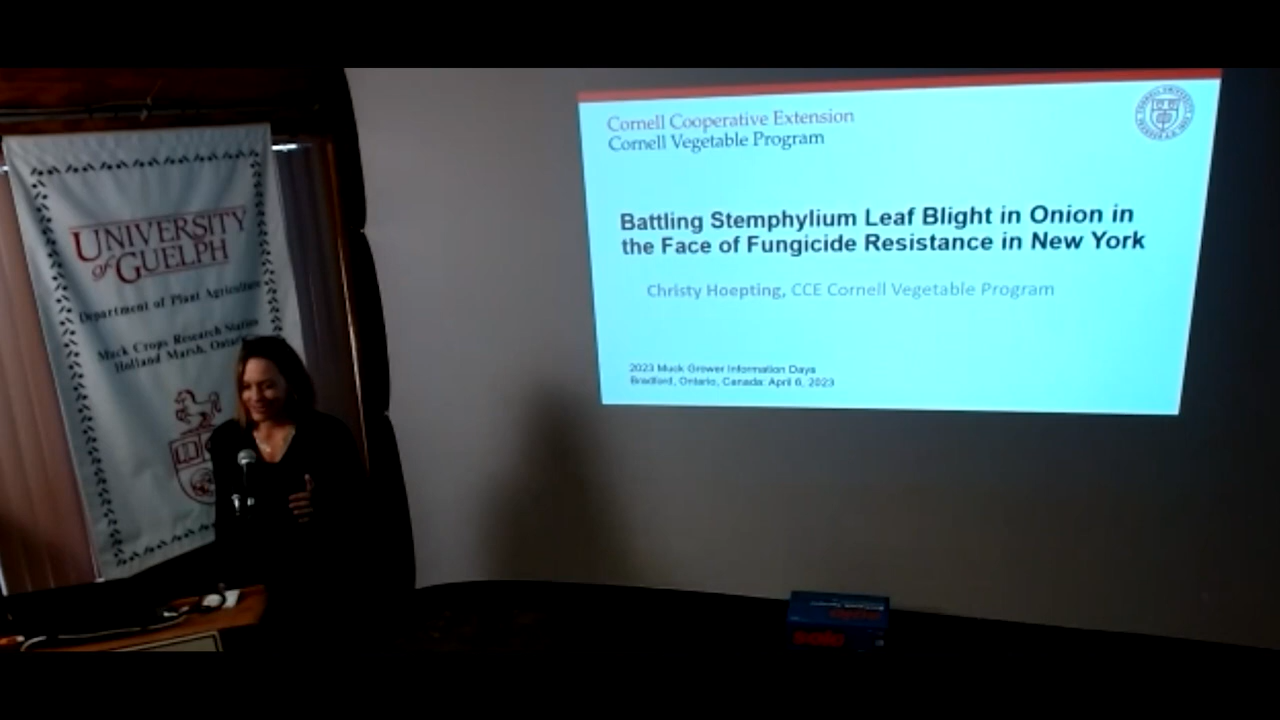 UNIVERSITY
of GUELPH
Department of Plant Agriculture
Muck Crops Research Station
Holland Marsh, Ontario
Cornell Cooperative Extension
Cornell Vegetable Program
Battling Stemphylium Leaf Blight in Onion in
the Face of Fungicide Resistance in New York
Christy Hoepting, CCE Cornell Vegetable Program
2023 Muck Grower Information Days
Bradford, Ontario, Canada: April 6, 2023